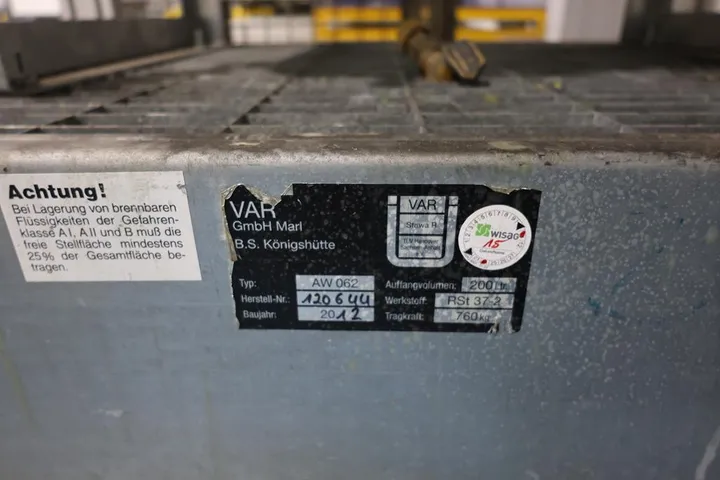 Achtung!
Bei Lagerung von brennbaren
Flüssigkeiten der Gefahren-
klasse A I, A II und B muß die
freie Stellfläche mindestens
25% der Gesamtfläche be-
tragen.
VAR
GmbH Marl
B.S. Königshütte
VAR
Stawa R
Typ: AW 062
Herstell-Nr.: 120644
Baujahr: 2012
Auffangvolumen: 200 Ltr.
Werkstoff: RSt 37-2
Tragkraft: 760 kg
wisag
15